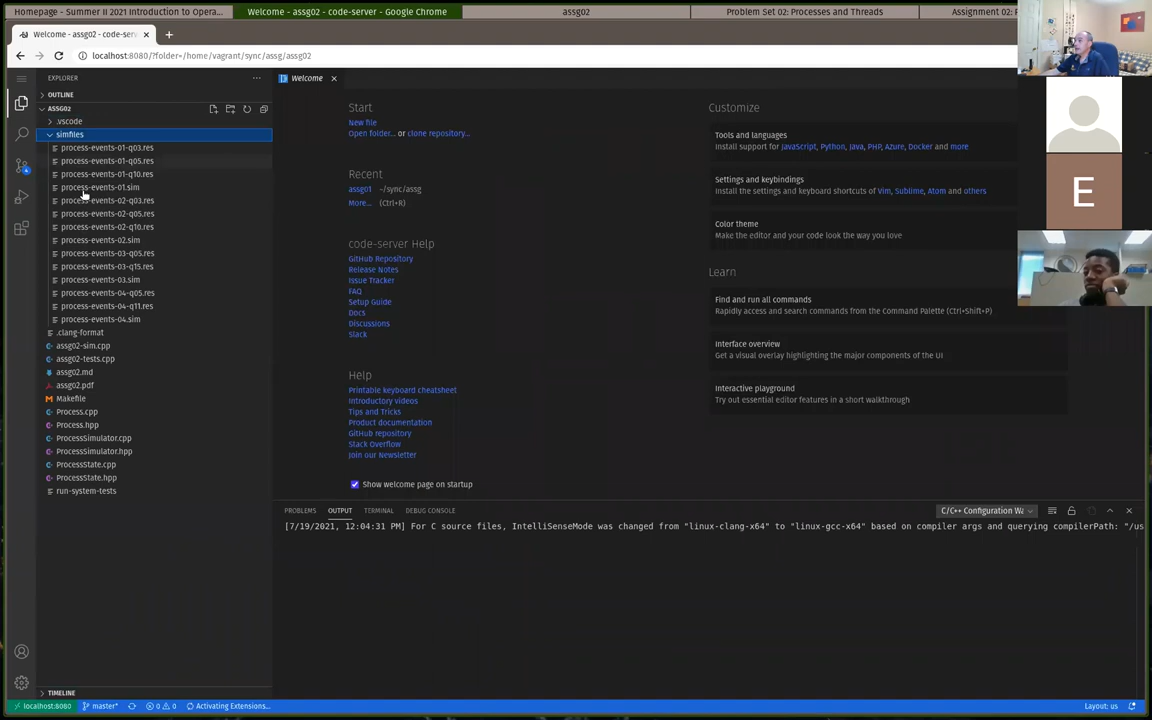 Homepage - Summer II 2021 Introduction to Opera...
Welcome - assg02 - code-server - Google Chrome
assg02
Problem Set 02: Processes and Threads
Assignment 02: P
Welcome - assg02 - code-serv
localhost:8080/?folder=/home/vagrant/sync/assg/assg02
EXPLORER
OUTLINE
ASSG02
.vscode
simfiles
process-events-01-q03.res
process-events-01-q05.res
process-events-01-q10.res
process-events-01.sim
process-events-02-q03.res
process-events-02-q05.res
process-events-02-q10.res
process-events-02.sim
process-events-03-q05.res
process-events-03-q15.res
process-events-03.sim
process-events-04-q05.res
process-events-04-q11.res
process-events-04.sim
.clang-format
assg02-sim.cpp
assg02-tests.cpp
assg02.md
assg02.pdf
Makefile
Process.cpp
Process.hpp
ProcessSimulator.cpp
ProcessSimulator.hpp
ProcessState.cpp
ProcessState.hpp
run-system-tests
TIMELINE
Welcome
Start
New file
Open folder... or clone repository...
Recent
assg01 ~/sync/assg
More... (Ctrl+R)
code-server Help
GitHub Repository
Release Notes
Issue Tracker
FAQ
Setup Guide
Docs
Discussions
Slack
Help
Printable keyboard cheatsheet
Introductory videos
Tips and Tricks
Product documentation
GitHub repository
Stack Overflow
Join our Newsletter
Show welcome page on startup
Customize
Tools and languages
Install support for JavaScript, Python, Java, PHP, Azure, Docker and more
Settings and keybindings
Install the settings and keyboard shortcuts of Vim, Sublime, Atom and others
Color theme
Make the editor and your code look the way you love
Learn
Find and run all commands
Rapidly access and search commands from the Command Palette (Ctrl+Shift+P)
Interface overview
Get a visual overlay highlighting the major components of the UI
Interactive playground
Try out essential editor features in a short walkthrough
E
PROBLEMS OUTPUT TERMINAL DEBUG CONSOLE
C/C++ Configuration Wa
[7/19/2021, 12:04:31 PM] For C source files, IntelliSenseMode was changed from "linux-clang-x64" to "linux-gcc-x64" based on compiler args and querying compilerPath: "/us
localhost:8080 master* 0 0 Activating Extensions...
Layout: us